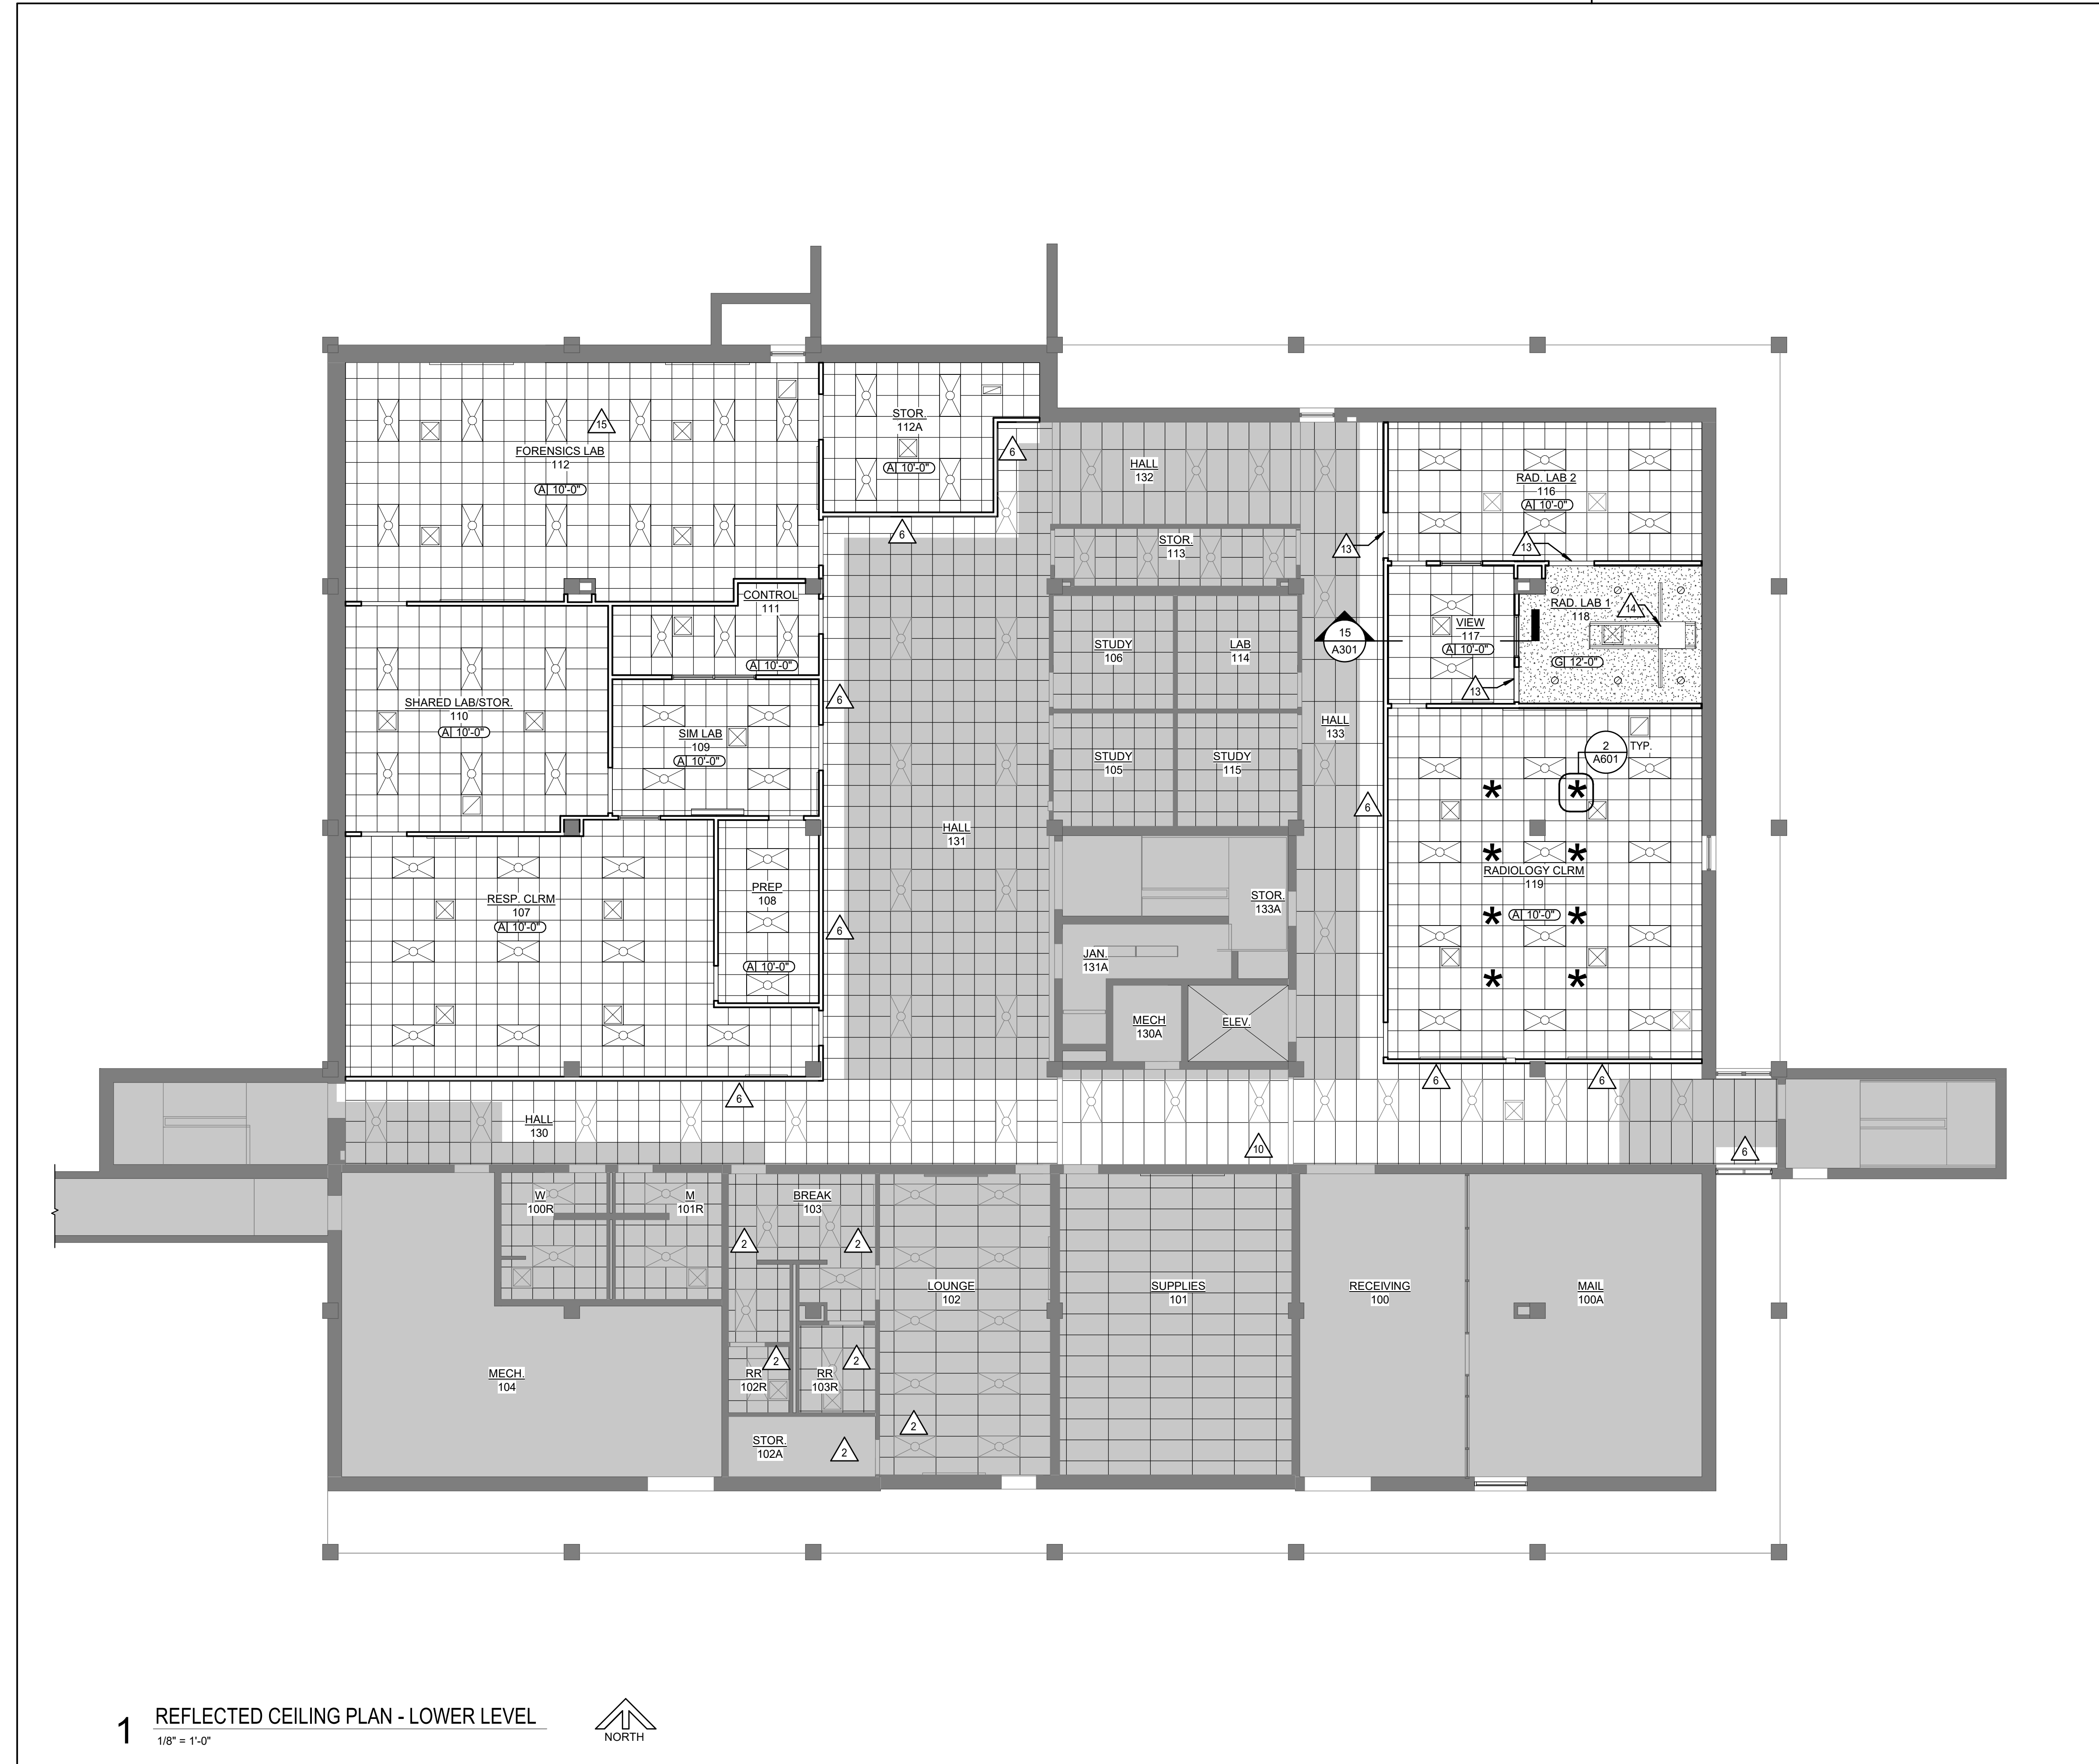 15
FORENSICS LAB
112
A 10'-0"
STOR.
112A
A 10'-0"
6
6
HALL
132
STOR.
113
13
RAD. LAB 2
116
A 10'-0"
13
CONTROL
111
A 10'-0"
SHARED LAB/STOR.
110
A 10'-0"
SIM LAB
109
A 10'-0"
6
STUDY
106
LAB
114
15
A301
VIEW
117
A 10'-0"
13
RAD. LAB 1
118
14
G 12'-0"
STUDY
105
STUDY
115
HALL
133
6
2
A601
TYP.
*
*
*
*
RADIOLOGY CLRM
119
*
A 10'-0"
*
*
*
HALL
131
RESP. CLRM
107
A 10'-0"
PREP
108
A 10'-0"
6
STOR.
133A
JAN.
131A
MECH
130A
ELEV.
6
HALL
130
6
6
10
6
W
100R
M
101R
BREAK
103
2
2
LOUNGE
102
SUPPLIES
101
RECEIVING
100
MAIL
100A
MECH.
104
RR
102R
2
RR
103R
2
2
STOR.
102A
2
1
REFLECTED CEILING PLAN - LOWER LEVEL
1/8" = 1'-0"
NORTH